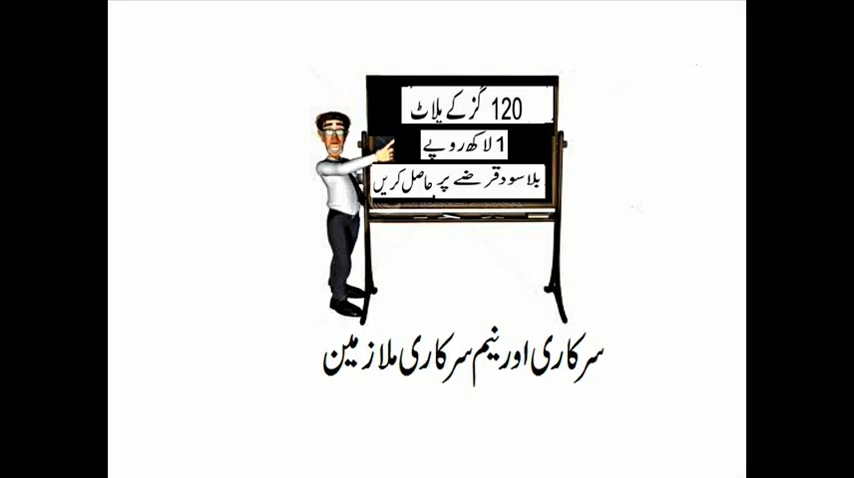 120 گز کے پلاٹ
1 لاکھ روپے
بلا سود قرضے پر حاصل کریں
سرکاری اور نیم سرکاری ملازمین